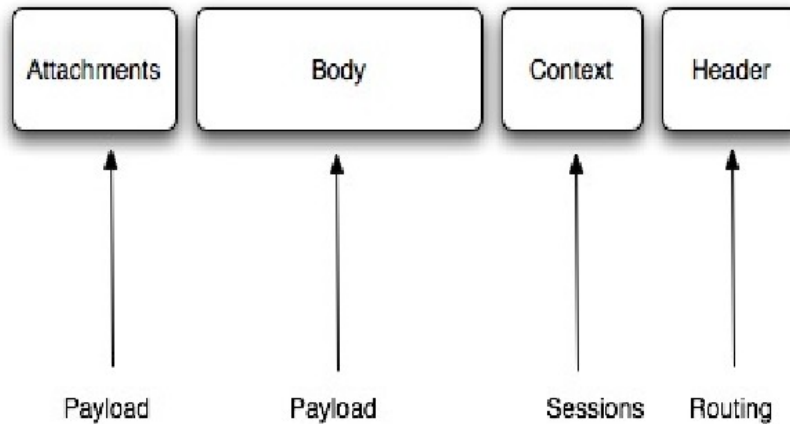 Attachments
Body
Context
Header
Payload
Payload
Sessions
Routing